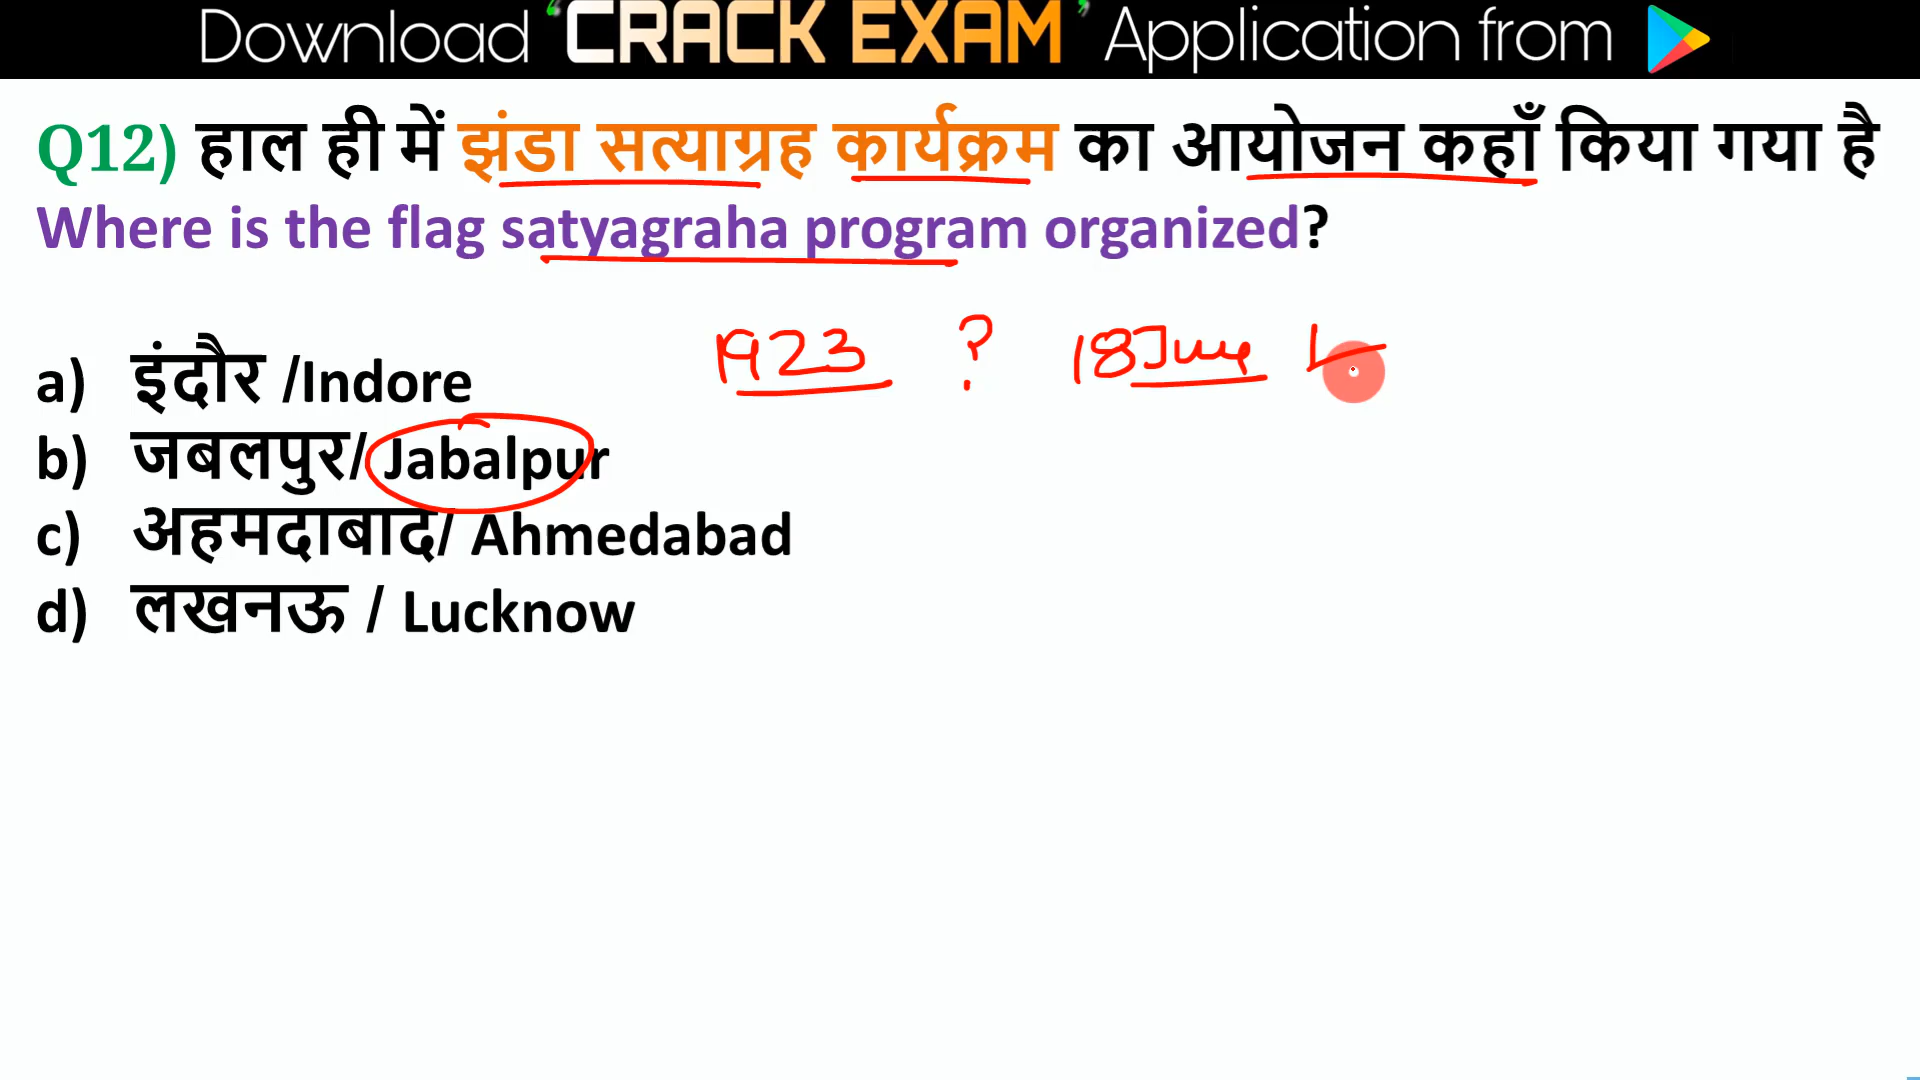 Download 'CRACK EXAM' Application from
Q12) हाल ही में झंडा सत्याग्रह कार्यक्रम का आयोजन कहाँ किया गया है
Where is the flag satyagraha program organized?
1923 ? 18 June
a) इंदौर /Indore
b) जबलपुर/ Jabalpur
c) अहमदाबाद/ Ahmedabad
d) लखनऊ / Lucknow